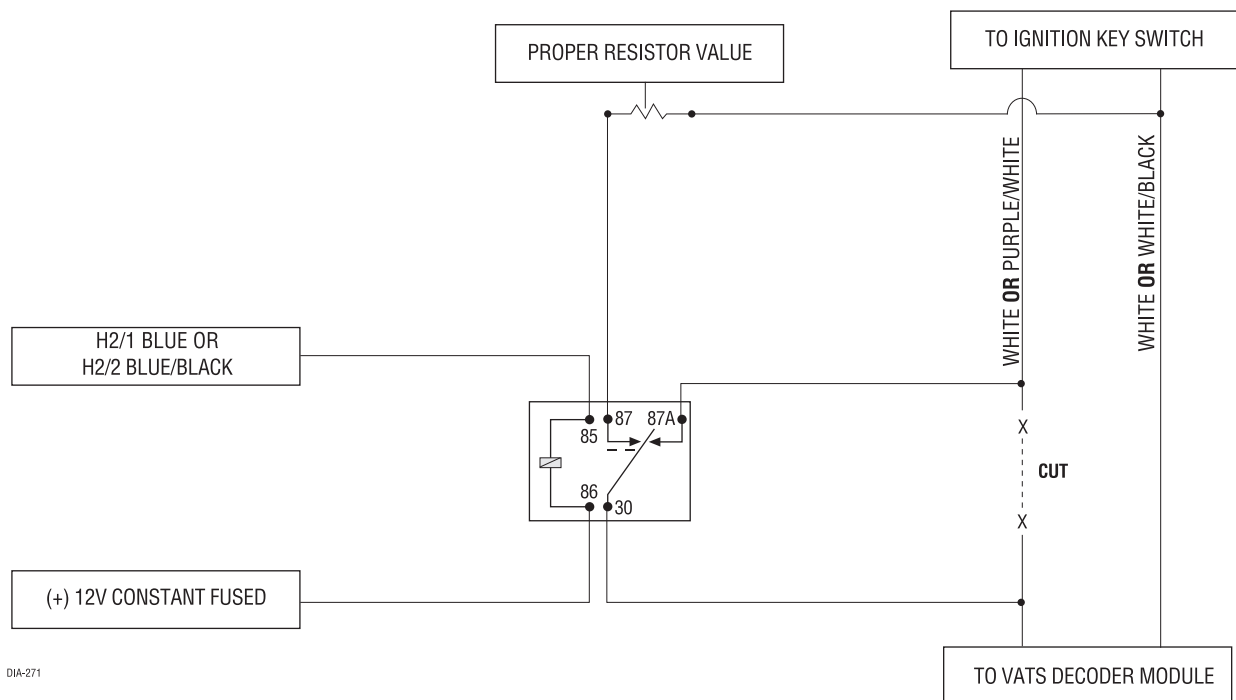 PROPER RESISTOR VALUE
TO IGNITION KEY SWITCH
WHITE OR PURPLE/WHITE
WHITE OR WHITE/BLACK
H2/1 BLUE OR
H2/2 BLUE/BLACK
87
87A
85
86
30
X
CUT
X
(+) 12V CONSTANT FUSED
TO VATS DECODER MODULE
DIA-271